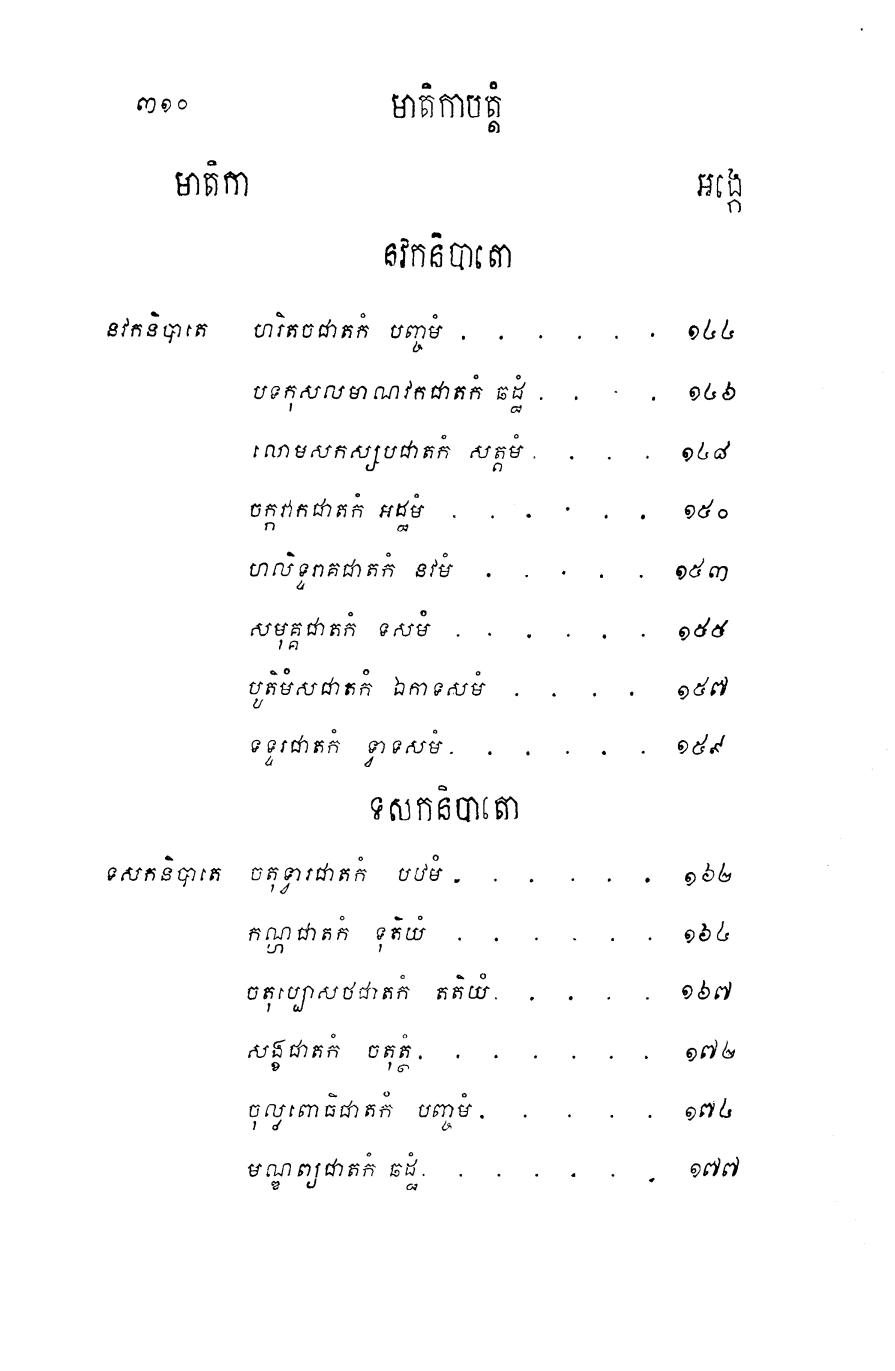 ៣១០ មាតិកាបត្តំ
មាតិកា អង្កេ
នវកនិបាតោ
នវកនិបាតេ ហរិតចជាតកំ បញ្ចមំ . . . . . . ១៤៤
បទកុសលមាណវកជាតកំ ឆដ្ឋំ . . . . ១៤៦
លោមសកស្សបជាតកំ សត្តមំ . . . . ១៤៨
ចក្កវាកជាតកំ អដ្ឋមំ . . . . . . ១៥០
ហលិទ្ទរាគជាតកំ នវមំ . . . . . ១៥៣
សមុគ្គជាតកំ ទសមំ . . . . . . ១៥៥
បូតិមំសជាតកំ ឯកាទសមំ . . . . ១៥៧
ទទ្ទរជាតកំ ទ្វាទសមំ . . . . . . ១៥៩
ទសកនិបាតោ
ទសកនិបាតេ ចតុទ្វារជាតកំ បឋមំ . . . . . . ១៦២
កណ្ហជាតកំ ទុតិយំ . . . . . . ១៦៤
ចតុប្បោសថជាតកំ តតិយំ . . . . . ១៦៧
សង្ខជាតកំ ចតុត្ថំ . . . . . . . ១៧២
ចុល្លពោធិជាតកំ បញ្ចមំ . . . . . ១៧៤
មណ្ឌព្យជាតកំ ឆដ្ឋំ . . . . . . . ១៧៧